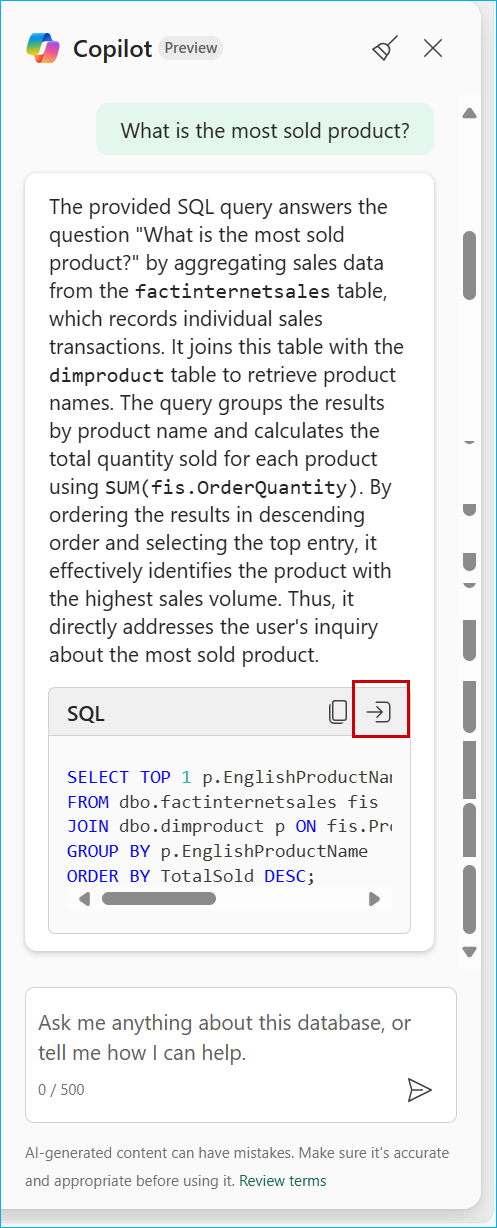 Copilot Preview
What is the most sold product?
The provided SQL query answers the
question "What is the most sold
product?" by aggregating sales data
from the factinternetsales table,
which records individual sales
transactions. It joins this table with the
dimproduct table to retrieve product
names. The query groups the results
by product name and calculates the
total quantity sold for each product
using SUM(fis.OrderQuantity). By
ordering the results in descending
order and selecting the top entry, it
effectively identifies the product with
the highest sales volume. Thus, it
directly addresses the user's inquiry
about the most sold product.
SQL
SELECT TOP 1 p.EnglishProductNa
FROM dbo.factinternetsales fis
JOIN dbo.dimproduct p ON fis.Pr
GROUP BY p.EnglishProductName
ORDER BY TotalSold DESC;
Ask me anything about this database, or
tell me how I can help.
0 / 500
AI-generated content can have mistakes. Make sure it's accurate
and appropriate before using it. Review terms